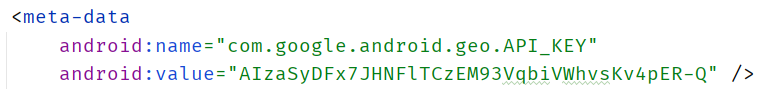 <meta-data
android:name="com.google.android.geo.API_KEY"
android:value="AIzaSyDFx7JHNFlTCzEM93VqbiVWhvsKv4pER-Q" />